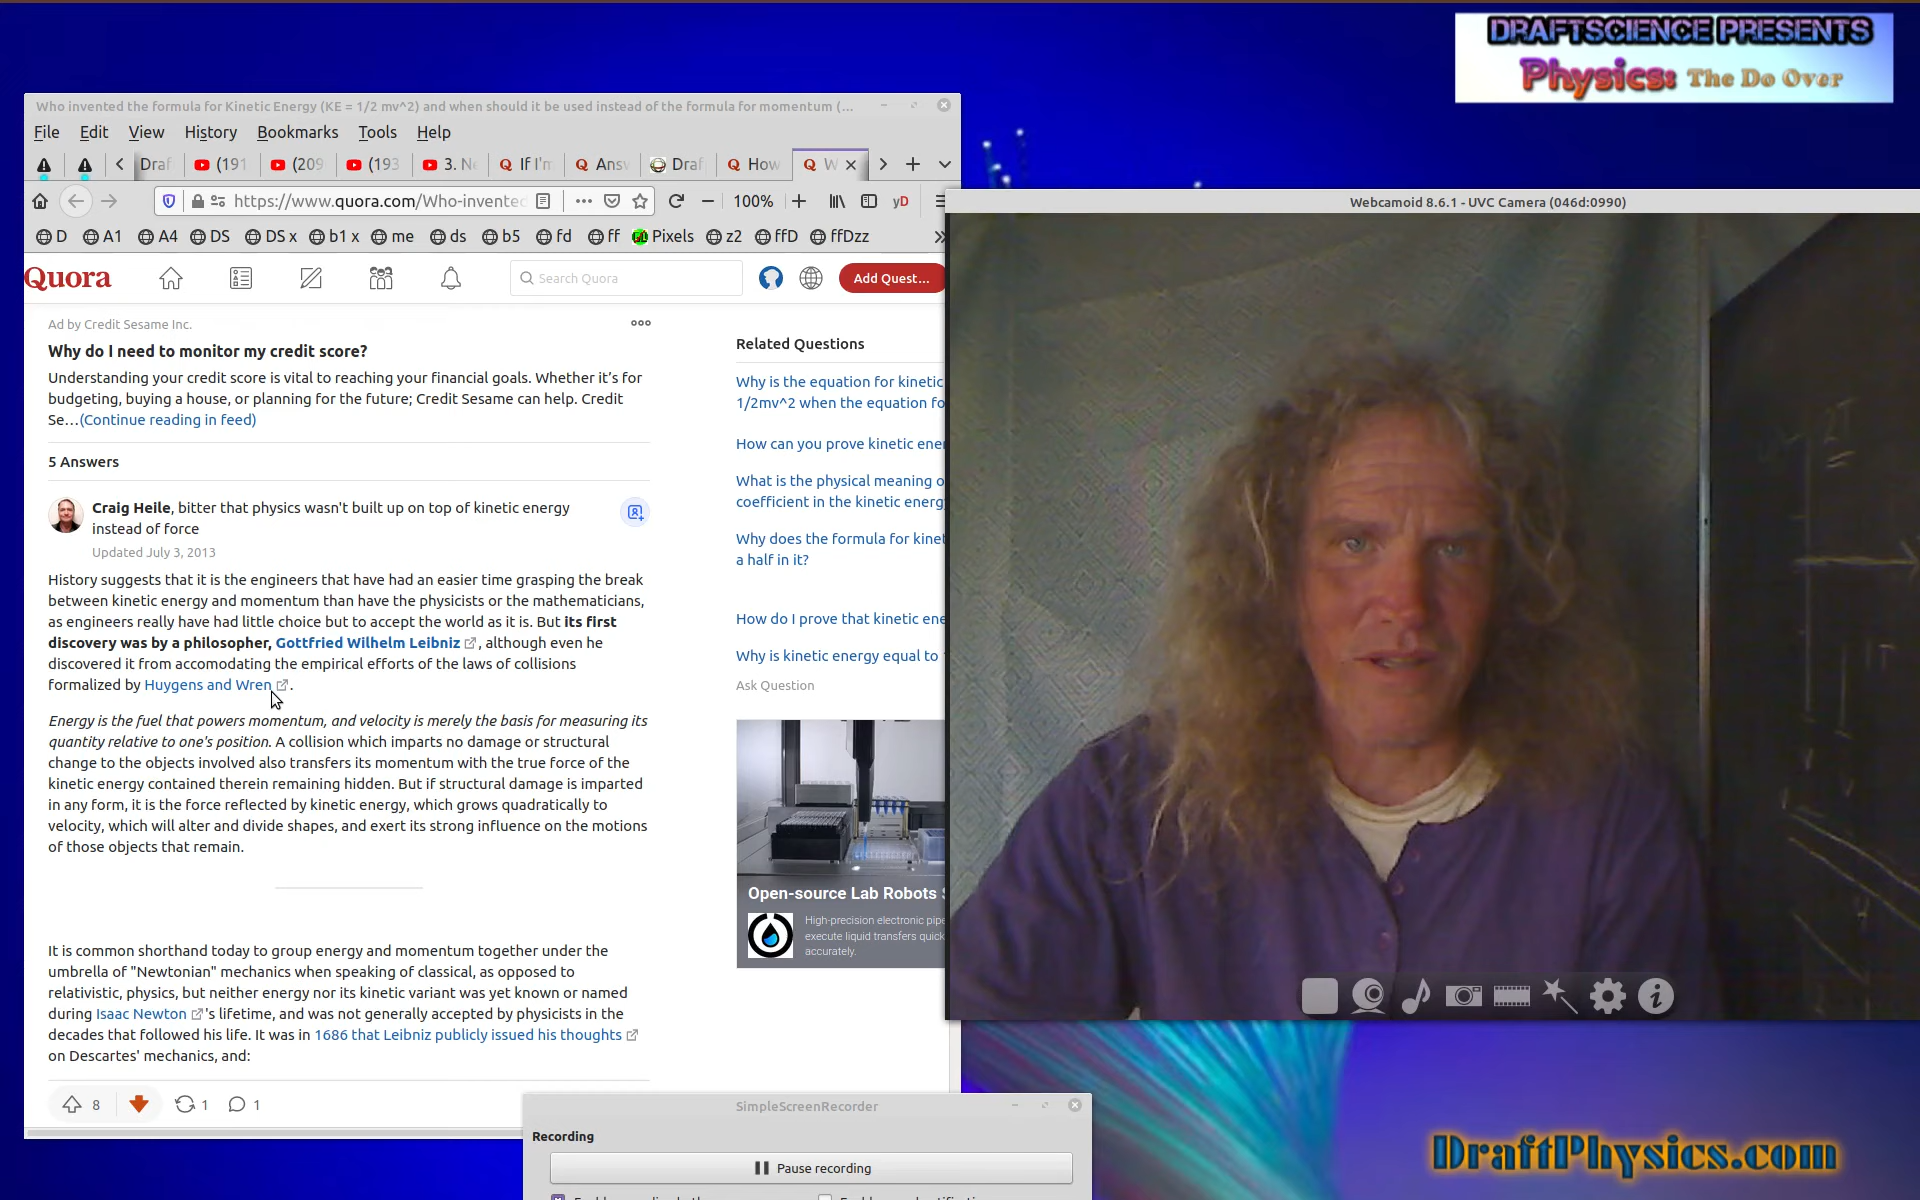 DRAFTSCIENCE PRESENTS
Physics: The Do Over
Who invented the formula for Kinetic Energy (KE = 1/2 mv^2) and when should it be used instead of the formula for momentum (...
File Edit View History Bookmarks Tools Help
Draf (191 (209 (193 3. Ne If I'm Answ Draf How W
https://www.quora.com/Who-invented 100% yD
D A1 A4 DS DS x b1 x me ds b5 fd ff Pixels z2 ffD ffDzz
Webcamoid 8.6.1 - UVC Camera (046d:0990)
Quora Search Quora Add Quest...
Ad by Credit Sesame Inc.
Why do I need to monitor my credit score?
Understanding your credit score is vital to reaching your financial goals. Whether it's for
budgeting, buying a house, or planning for the future; Credit Sesame can help. Credit
Se...(Continue reading in feed)
5 Answers
Craig Heile, bitter that physics wasn't built up on top of kinetic energy
instead of force
Updated July 3, 2013
History suggests that it is the engineers that have had an easier time grasping the break
between kinetic energy and momentum than have the physicists or the mathematicians,
as engineers really have had little choice but to accept the world as it is. But its first
discovery was by a philosopher, Gottfried Wilhelm Leibniz , although even he
discovered it from accomodating the empirical efforts of the laws of collisions
formalized by Huygens and Wren .
Energy is the fuel that powers momentum, and velocity is merely the basis for measuring its
quantity relative to one's position. A collision which imparts no damage or structural
change to the objects involved also transfers its momentum with the true force of the
kinetic energy contained therein remaining hidden. But if structural damage is imparted
in any form, it is the force reflected by kinetic energy, which grows quadratically to
velocity, which will alter and divide shapes, and exert its strong influence on the motions
of those objects that remain.
It is common shorthand today to group energy and momentum together under the
umbrella of "Newtonian" mechanics when speaking of classical, as opposed to
relativistic, physics, but neither energy nor its kinetic variant was yet known or named
during Isaac Newton 's lifetime, and was not generally accepted by physicists in the
decades that followed his life. It was in 1686 that Leibniz publicly issued his thoughts
on Descartes' mechanics, and:
8 1 1
Related Questions
Why is the equation for kinetic
1/2mv^2 when the equation fo
How can you prove kinetic ener
What is the physical meaning o
coefficient in the kinetic energ
Why does the formula for kinet
a half in it?
How do I prove that kinetic ene
Why is kinetic energy equal to
Ask Question
Open-source Lab Robots
High-precision electronic pipe
execute liquid transfers quick
accurately.
SimpleScreenRecorder
Recording
Pause recording
DraftPhysics.com